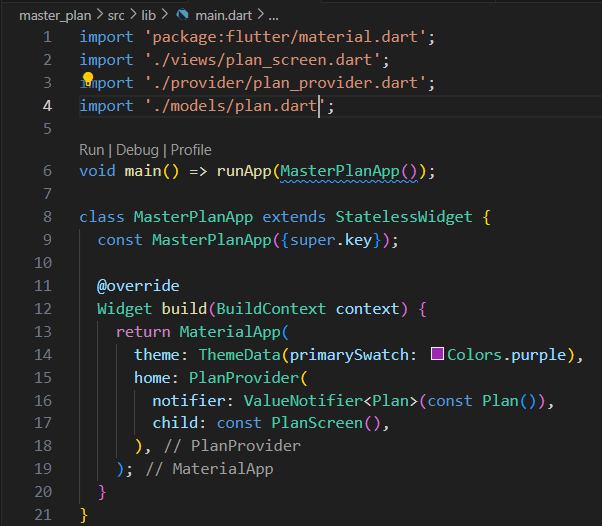 master_plan > src > lib > main.dart > ...
1 import 'package:flutter/material.dart';
2 import './views/plan_screen.dart';
3 import './provider/plan_provider.dart';
4 import './models/plan.dart';
5
Run | Debug | Profile
6 void main() => runApp(MasterPlanApp());
7
8 class MasterPlanApp extends StatelessWidget {
9   const MasterPlanApp({super.key});
10
11   @override
12   Widget build(BuildContext context) {
13     return MaterialApp(
14       theme: ThemeData(primarySwatch: Colors.purple),
15       home: PlanProvider(
16         notifier: ValueNotifier<Plan>(const Plan()),
17         child: const PlanScreen(),
18       ), // PlanProvider
19     ); // MaterialApp
20   }
21 }